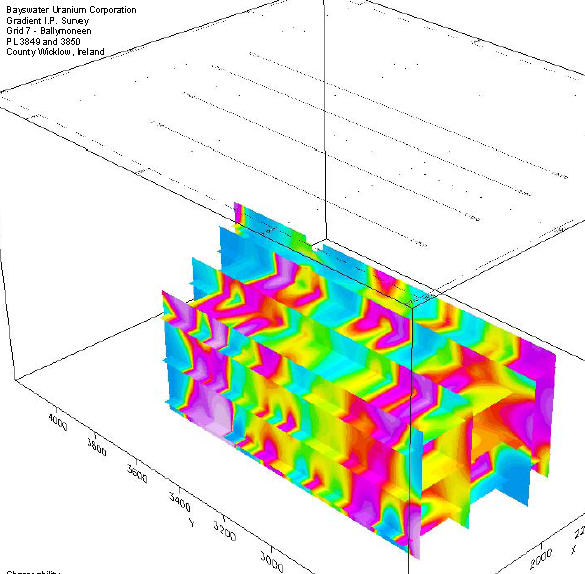 Bayswater Uranium Corporation
Gradient I.P. Survey
Grid 7 - Ballymoneen
PL3849 and 3850
County Wicklow, Ireland
4000
3800
3600
3400
Y
3200
3000
2000
X
22